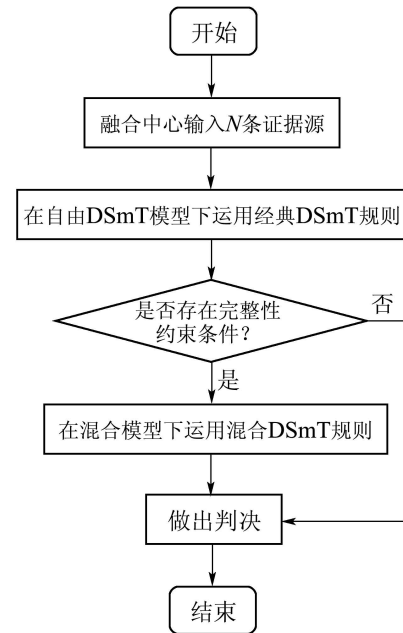 开始
融合中心输入N条证据源
在自由DSmT模型下运用经典DSmT规则
是否存在完整性
约束条件？
否
是
在混合模型下运用混合DSmT规则
做出判决
结束